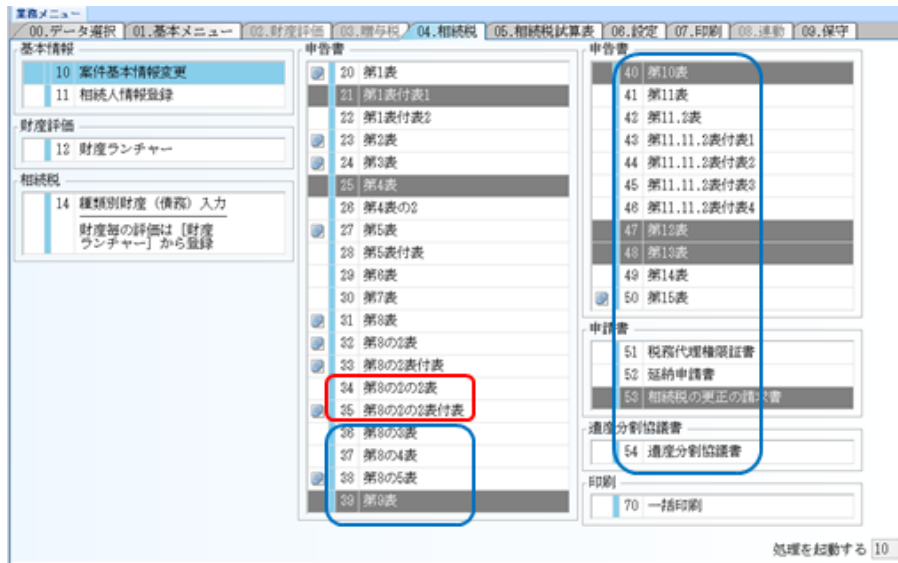 業務メニュー
00.データ選択 01.基本メニュー 02.財産評価 03.贈与税 04.相続税 05.相続税試算表 06.設定 07.印刷 08.連動 09.保守
基本情報
10 案件基本情報変更
11 相続人情報登録
財産評価
12 財産ランチャー
相続税
14 種類別財産（債務）入力
財産毎の評価は［財産
ランチャー］から登録
申告書
20 第1表
21 第1表付表1
22 第1表付表2
23 第2表
24 第3表
25 第4表
26 第4表の2
27 第5表
28 第5表付表
29 第6表
30 第7表
31 第8表
32 第8の2表
33 第8の2表付表
34 第8の2の2表
35 第8の2の2表付表
36 第8の3表
37 第8の4表
38 第8の5表
39 第9表
申告書
40 第10表
41 第11表
42 第11.2表
43 第11.11.2表付表1
44 第11.11.2表付表2
45 第11.11.2表付表3
46 第11.11.2表付表4
47 第12表
48 第13表
49 第14表
50 第15表
申請書
51 税務代理権限証書
52 延納申請書
53 相続税の更正の請求書
遺産分割協議書
54 遺産分割協議書
印刷
70 一括印刷
処理を起動する 10